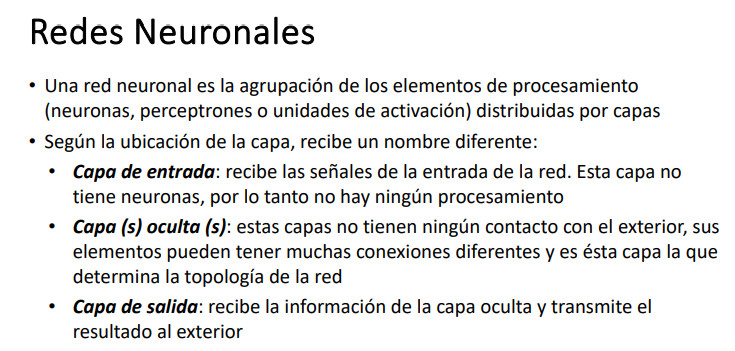 Redes Neuronales
• Una red neuronal es la agrupación de los elementos de procesamiento
(neuronas, perceptrones o unidades de activación) distribuidas por capas
• Según la ubicación de la capa, recibe un nombre diferente:
• Capa de entrada: recibe las señales de la entrada de la red. Esta capa no
tiene neuronas, por lo tanto no hay ningún procesamiento
• Capa (s) oculta (s): estas capas no tienen ningún contacto con el exterior, sus
elementos pueden tener muchas conexiones diferentes y es ésta capa la que
determina la topología de la red
• Capa de salida: recibe la información de la capa oculta y transmite el
resultado al exterior